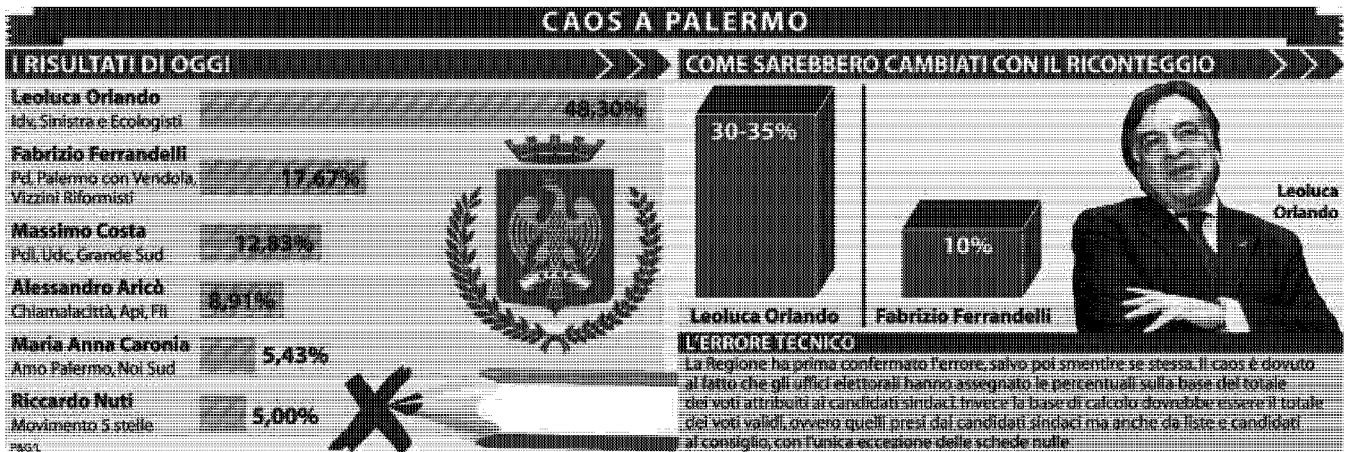 CAOS A PALERMO
I RISULTATI DI OGGI
Leoluca Orlando
Idv, Sinistra e Ecologisti
48,30%
Fabrizio Ferrandelli
Pd, Palermo con Vendola,
Vizzini Riformisti
17,67%
Massimo Costa
Pdl, Udc, Grande Sud
12,83%
Alessandro Aricò
Chiamalacittà, Api, Fli
8,91%
Maria Anna Caronia
Amo Palermo, Noi Sud
5,43%
Riccardo Nuti
Movimento 5 stelle
5,00%
P&G/L
COME SAREBBERO CAMBIATI CON IL RICONTEGGIO
30-35%
Leoluca Orlando
10%
Fabrizio Ferrandelli
Leoluca
Orlando
L'ERRORE TECNICO
La Regione ha prima confermato l'errore, salvo poi smentire se stessa. Il caos è dovuto
al fatto che gli uffici elettorali hanno assegnato le percentuali sulla base del totale
dei voti attribuiti ai candidati sindaci. Invece la base di calcolo dovrebbe essere il totale
dei voti validi, ovvero quelli presi dai candidati sindaci ma anche da liste e candidati
al consiglio, con l'unica eccezione delle schede nulle